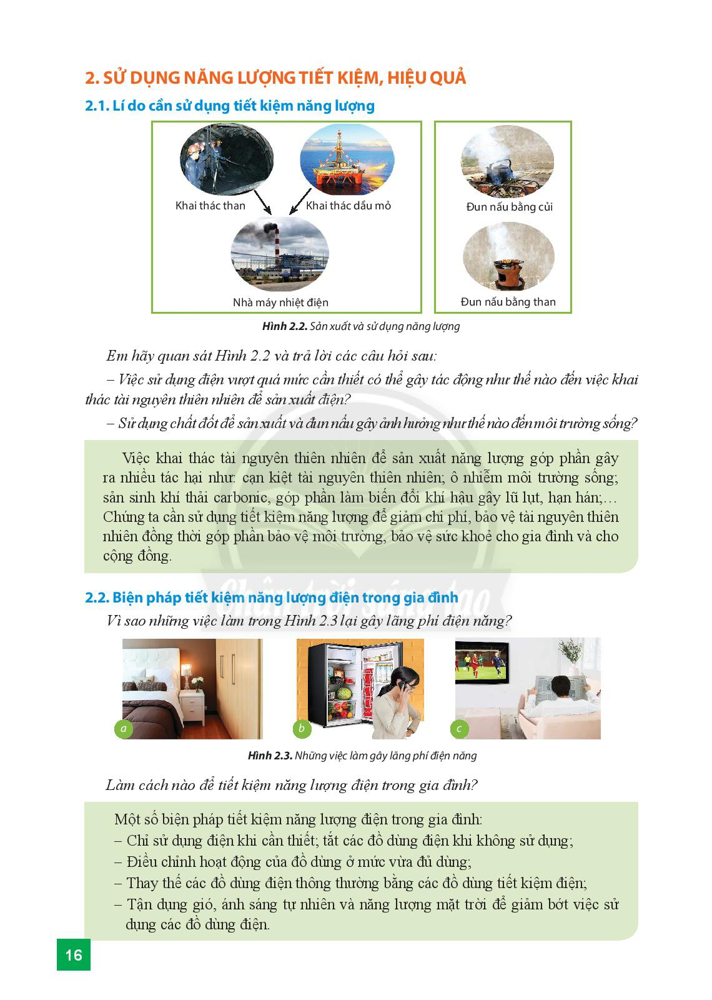 2. SỬ DỤNG NĂNG LƯỢNG TIẾT KIỆM, HIỆU QUẢ
2.1. Lí do cần sử dụng tiết kiệm năng lượng
Khai thác than
Khai thác dầu mỏ
Nhà máy nhiệt điện
Đun nấu bằng củi
Đun nấu bằng than
Hình 2.2. Sản xuất và sử dụng năng lượng
Em hãy quan sát Hình 2.2 và trả lời các câu hỏi sau:
– Việc sử dụng điện vượt quá mức cần thiết có thể gây tác động như thế nào đến việc khai
thác tài nguyên thiên nhiên để sản xuất điện?
– Sử dụng chất đốt để sản xuất và đun nấu gây ảnh hưởng như thế nào đến môi trường sống?
Việc khai thác tài nguyên thiên nhiên để sản xuất năng lượng góp phần gây
ra nhiều tác hại như: cạn kiệt tài nguyên thiên nhiên; ô nhiễm môi trường sống;
sản sinh khí thải carbonic, góp phần làm biến đổi khí hậu gây lũ lụt, hạn hán;…
Chúng ta cần sử dụng tiết kiệm năng lượng để giảm chi phí, bảo vệ tài nguyên thiên
nhiên đồng thời góp phần bảo vệ môi trường, bảo vệ sức khoẻ cho gia đình và cho
cộng đồng.
Chân trời sáng tạo
2.2. Biện pháp tiết kiệm năng lượng điện trong gia đình
Vì sao những việc làm trong Hình 2.3 lại gây lãng phí điện năng?
a
b
c
Hình 2.3. Những việc làm gây lãng phí điện năng
Làm cách nào để tiết kiệm năng lượng điện trong gia đình?
Một số biện pháp tiết kiệm năng lượng điện trong gia đình:
– Chỉ sử dụng điện khi cần thiết; tắt các đồ dùng điện khi không sử dụng;
– Điều chỉnh hoạt động của đồ dùng ở mức vừa đủ dùng;
– Thay thế các đồ dùng điện thông thường bằng các đồ dùng tiết kiệm điện;
– Tận dụng gió, ánh sáng tự nhiên và năng lượng mặt trời để giảm bớt việc sử
dụng các đồ dùng điện.
16